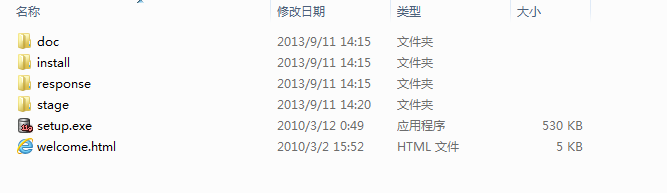 名称 修改日期 类型 大小
doc 2013/9/11 14:15 文件夹
install 2013/9/11 14:15 文件夹
response 2013/9/11 14:15 文件夹
stage 2013/9/11 14:20 文件夹
setup.exe 2010/3/12 0:49 应用程序 530 KB
welcome.html 2010/3/2 15:52 HTML 文件 5 KB